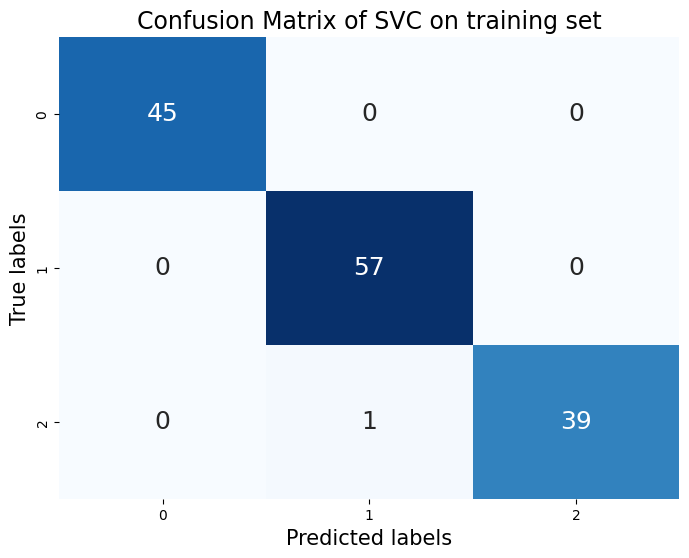 Confusion Matrix of SVC on training set
True labels
0 45 0 0
1 0 57 0
2 0 1 39
0 1 2
Predicted labels